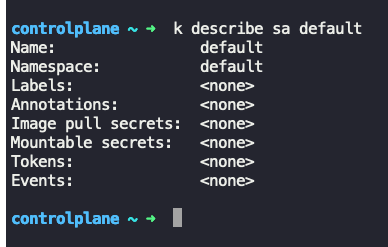 controlplane ~ ➜  k describe sa default
Name:                default
Namespace:           default
Labels:              <none>
Annotations:         <none>
Image pull secrets:  <none>
Mountable secrets:   <none>
Tokens:              <none>
Events:              <none>
controlplane ~ ➜